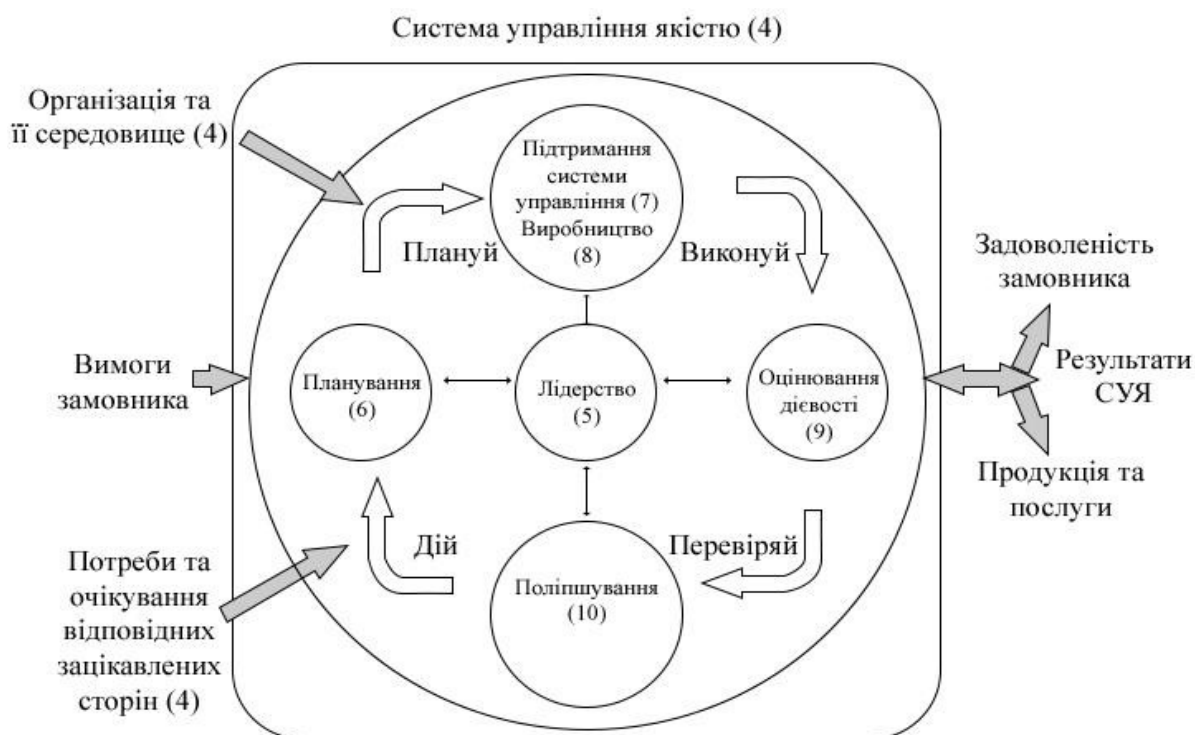 Система управління якістю (4)
Організація та
її середовище (4)
Підтримання
системи
управління (7)
Виробництво
(8)
Плануй
Виконуй
Задоволеність
замовника
Вимоги
замовника
Планування
(6)
Лідерство
(5)
Оцінювання
дієвості
(9)
Результати
СУЯ
Продукція та
послуги
Дій
Перевіряй
Потреби та
очікування
відповідних
зацікавлених
сторін (4)
Поліпшування
(10)